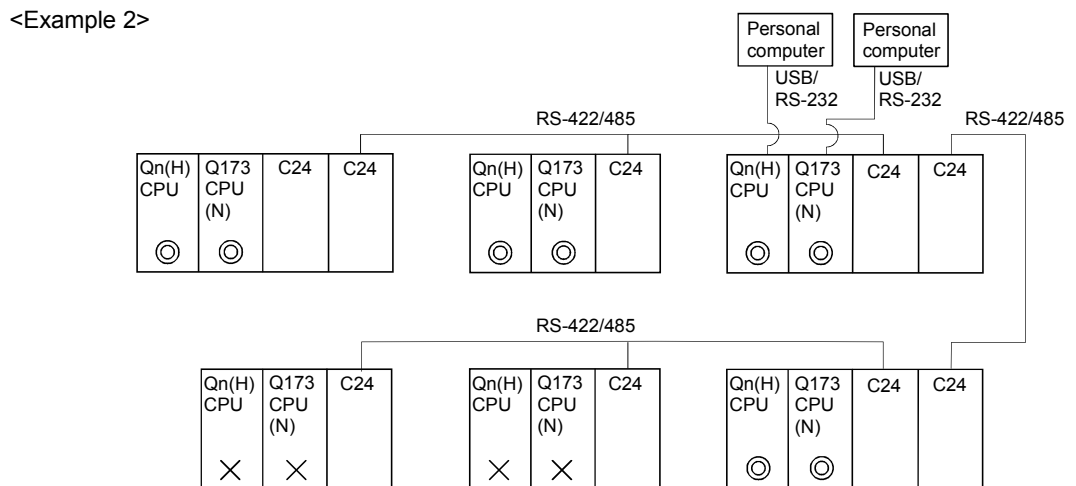 <Example 2>
Personal computer
Personal computer
USB/
RS-232
USB/
RS-232
RS-422/485
RS-422/485
Qn(H) CPU
Q173 CPU (N)
C24
C24
Qn(H) CPU
Q173 CPU (N)
C24
Qn(H) CPU
Q173 CPU (N)
C24
C24
RS-422/485
Qn(H) CPU
Q173 CPU (N)
C24
Qn(H) CPU
Q173 CPU (N)
C24
Qn(H) CPU
Q173 CPU (N)
C24
C24